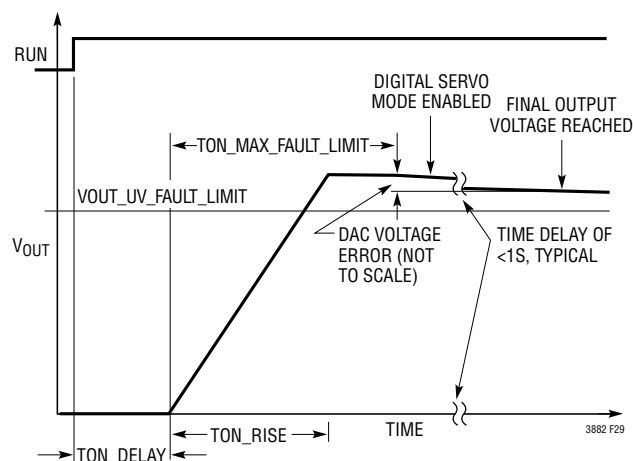 RUN
DIGITAL SERVO
MODE ENABLED
FINAL OUTPUT
VOLTAGE REACHED
TON_MAX_FAULT_LIMIT
VOUT_UV_FAULT_LIMIT
VOUT
DAC VOLTAGE
ERROR (NOT
TO SCALE)
TIME DELAY OF
<1S, TYPICAL
TON_RISE
TIME
3882 F29
TON_DELAY